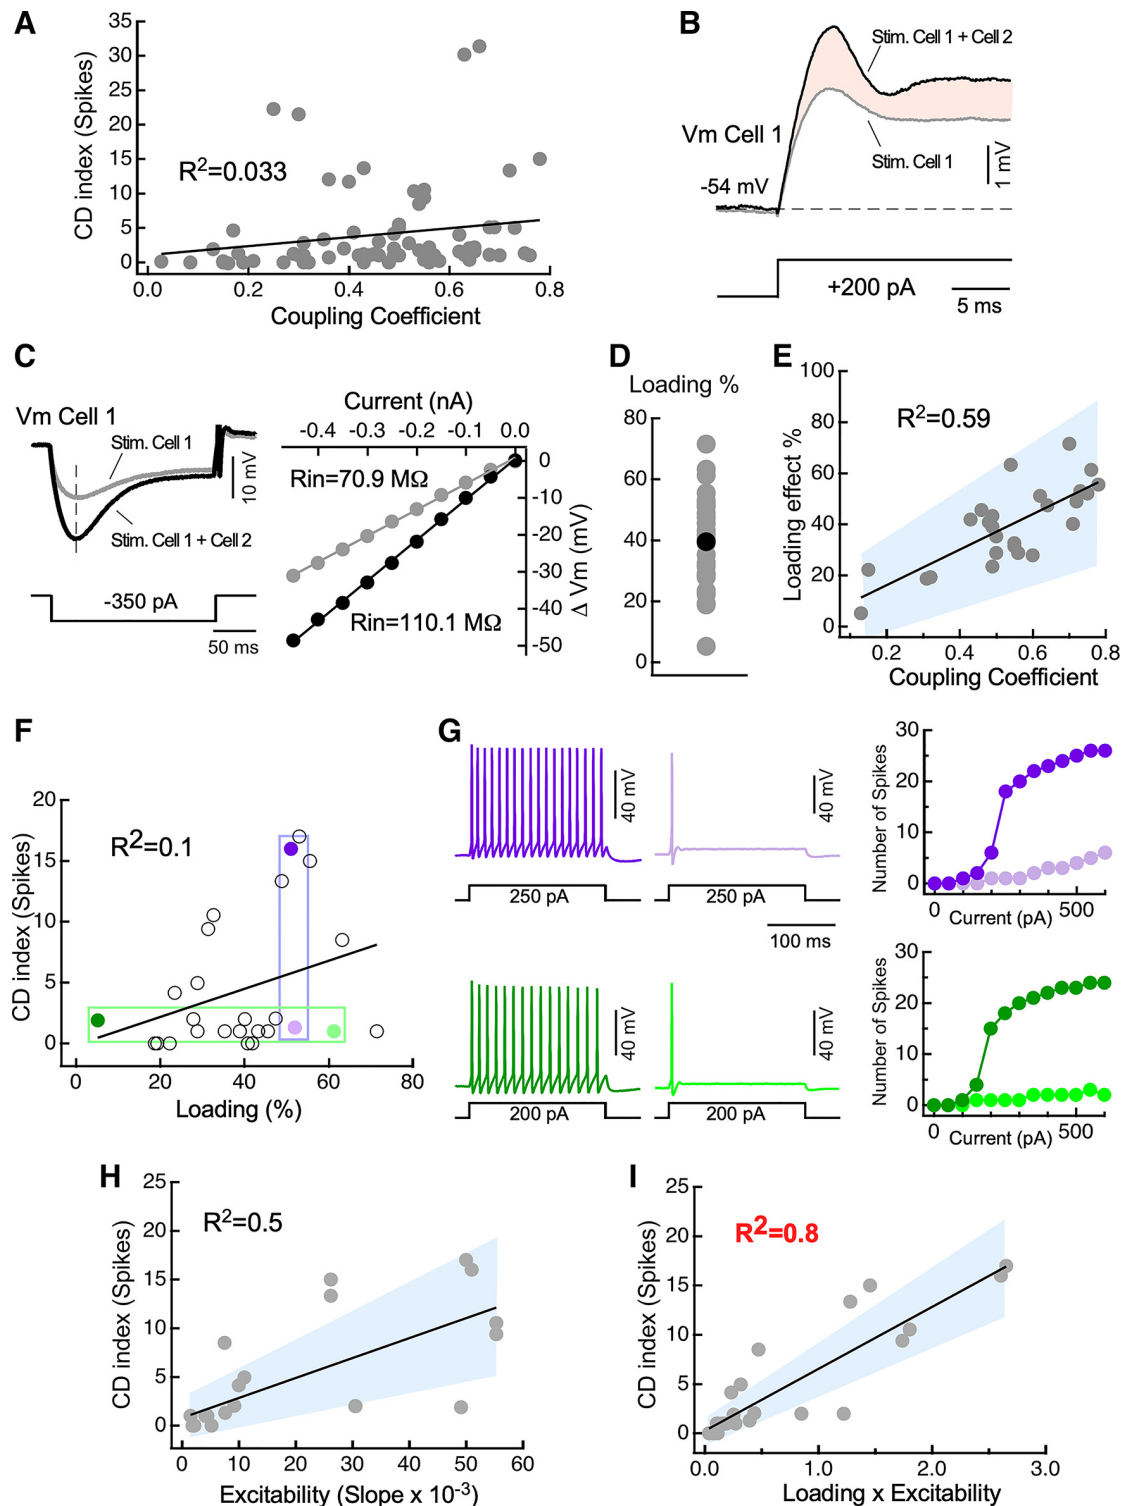 A
CD index (Spikes)
35
30
25
20
15
10
5
0
R²=0.033
0.0 0.2 0.4 0.6 0.8
Coupling Coefficient
B
Stim. Cell 1 + Cell 2
Vm Cell 1
Stim. Cell 1
1 mV
-54 mV
+200 pA
5 ms
C
Vm Cell 1
Stim. Cell 1
10 mV
Stim. Cell 1 + Cell 2
-350 pA
50 ms
Current (nA)
-0.4 -0.3 -0.2 -0.1 0.0
Rin=70.9 MΩ
Rin=110.1 MΩ
0
-10
-20
-30
-40
-50
Δ Vm (mV)
D
Loading %
80
60
40
20
0
E
Loading effect %
100
80
60
40
20
0
R²=0.59
0.2 0.4 0.6 0.8
Coupling Coefficient
F
CD index (Spikes)
20
15
10
5
0
R²=0.1
0 20 40 60 80
Loading (%)
G
40 mV
40 mV
250 pA
250 pA
100 ms
Number of Spikes
30
20
10
0
0 500
Current (pA)
40 mV
40 mV
200 pA
200 pA
Number of Spikes
30
20
10
0
0 500
Current (pA)
H
CD index (Spikes)
25
20
15
10
5
0
R²=0.5
0 10 20 30 40 50 60
Excitability (Slope x 10⁻³)
I
CD index (Spikes)
25
20
15
10
5
0
R²=0.8
0.0 1.0 2.0 3.0
Loading x Excitability